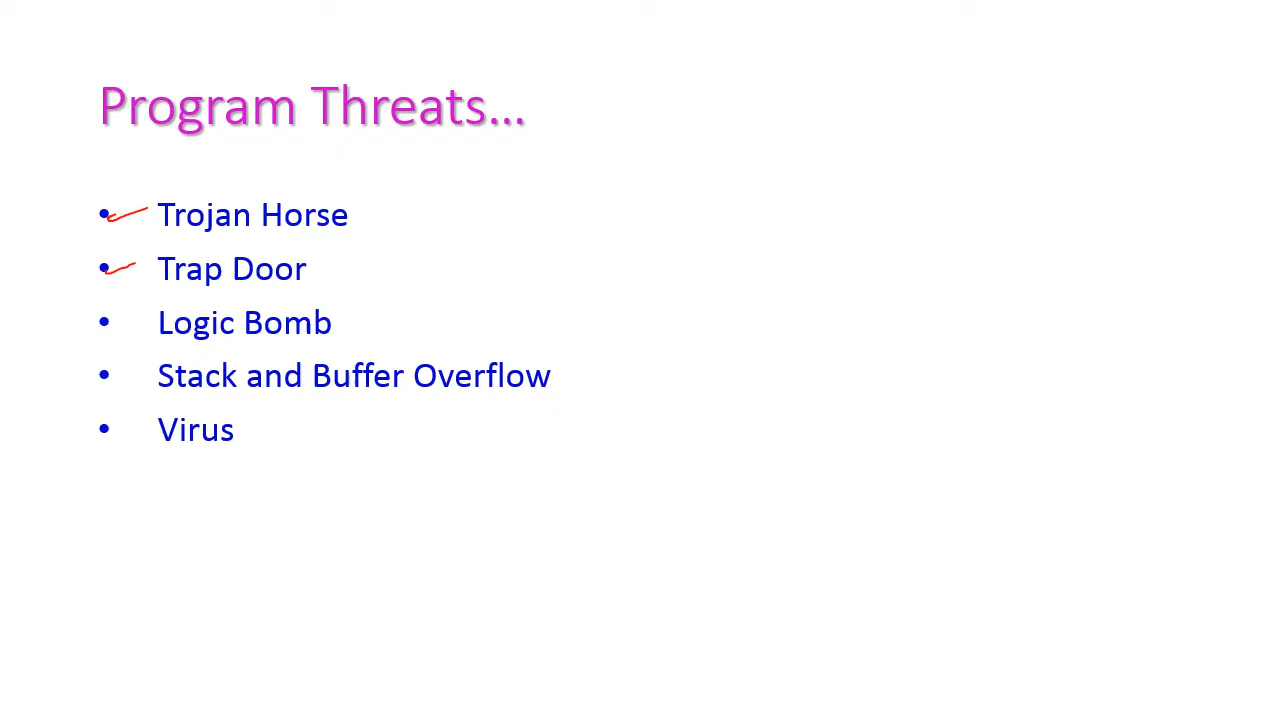 Program Threats...
• Trojan Horse
• Trap Door
• Logic Bomb
• Stack and Buffer Overflow
• Virus